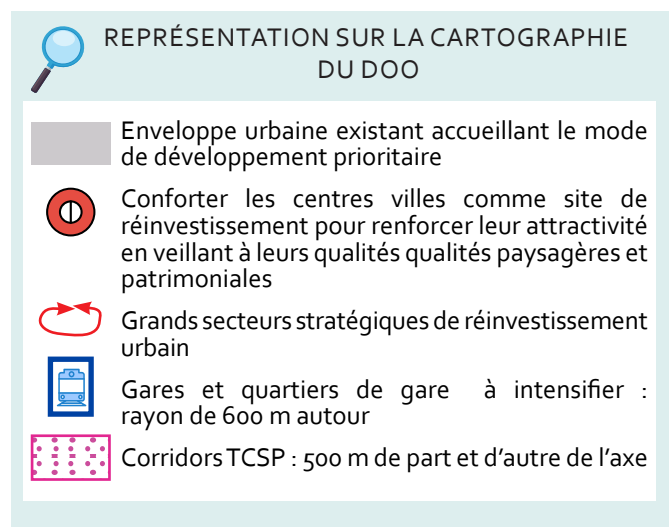 REPRÉSENTATION SUR LA CARTOGRAPHIE
DU DOO
Enveloppe urbaine existant accueillant le mode
de développement prioritaire
Conforter les centres villes comme site de
réinvestissement pour renforcer leur attractivité
en veillant à leurs qualités qualités paysagères et
patrimoniales
Grands secteurs stratégiques de réinvestissement
urbain
Gares et quartiers de gare à intensifier :
rayon de 600 m autour
Corridors TCSP : 500 m de part et d'autre de l'axe